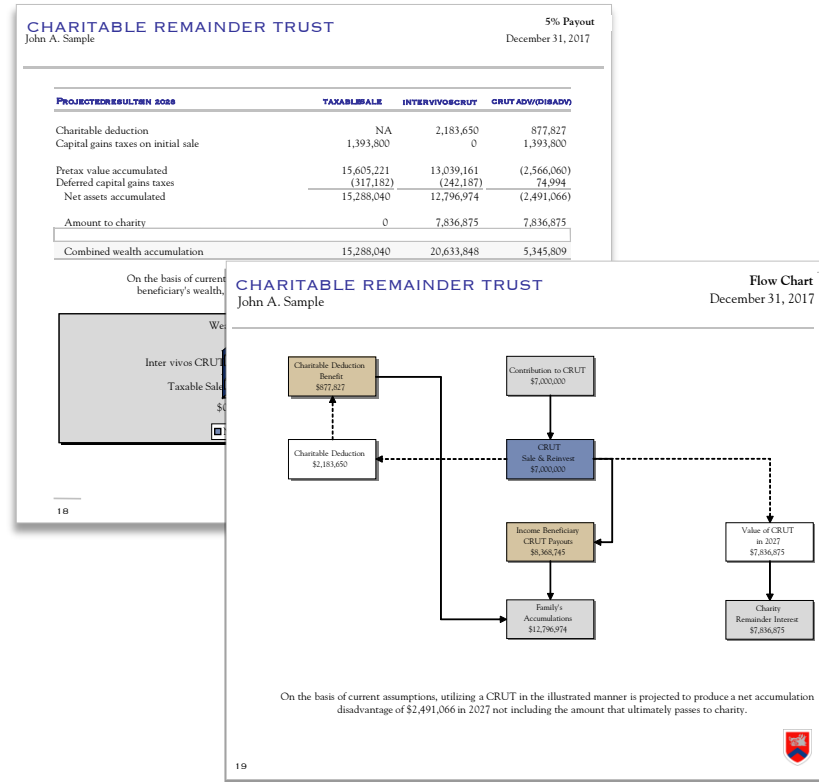 CHARITABLE REMAINDER TRUST
5% Payout
John A. Sample
December 31, 2017
PROJECTEDRESULTSIN 2026 TAXABLESALE INTERVIVOSCRUT CRUT ADV/(DISADV)
Charitable deduction NA 2,183,650 877,827
Capital gains taxes on initial sale 1,393,800 0 1,393,800
Pretax value accumulated 15,605,221 13,039,161 (2,566,060)
Deferred capital gains taxes (317,182) (242,187) 74,994
Net assets accumulated 15,288,040 12,796,974 (2,491,066)
Amount to charity 0 7,836,875 7,836,875
Combined wealth accumulation 15,288,040 20,633,848 5,345,809
On the basis of current
beneficiary's wealth,
Inter vivos CRUT
Taxable Sale
18
CHARITABLE REMAINDER TRUST
Flow Chart
John A. Sample
December 31, 2017
Charitable Deduction
Benefit
$877,827
Contribution to CRUT
$7,000,000
Charitable Deduction
$2,183,650
CRUT
Sale & Reinvest
$7,000,000
Income Beneficiary
CRUT Payouts
$8,368,745
Value of CRUT
in 2027
$7,836,875
Family's
Accumulations
$12,796,974
Charity
Remainder Interest
$7,836,875
On the basis of current assumptions, utilizing a CRUT in the illustrated manner is projected to produce a net accumulation
disadvantage of $2,491,066 in 2027 not including the amount that ultimately passes to charity.
19